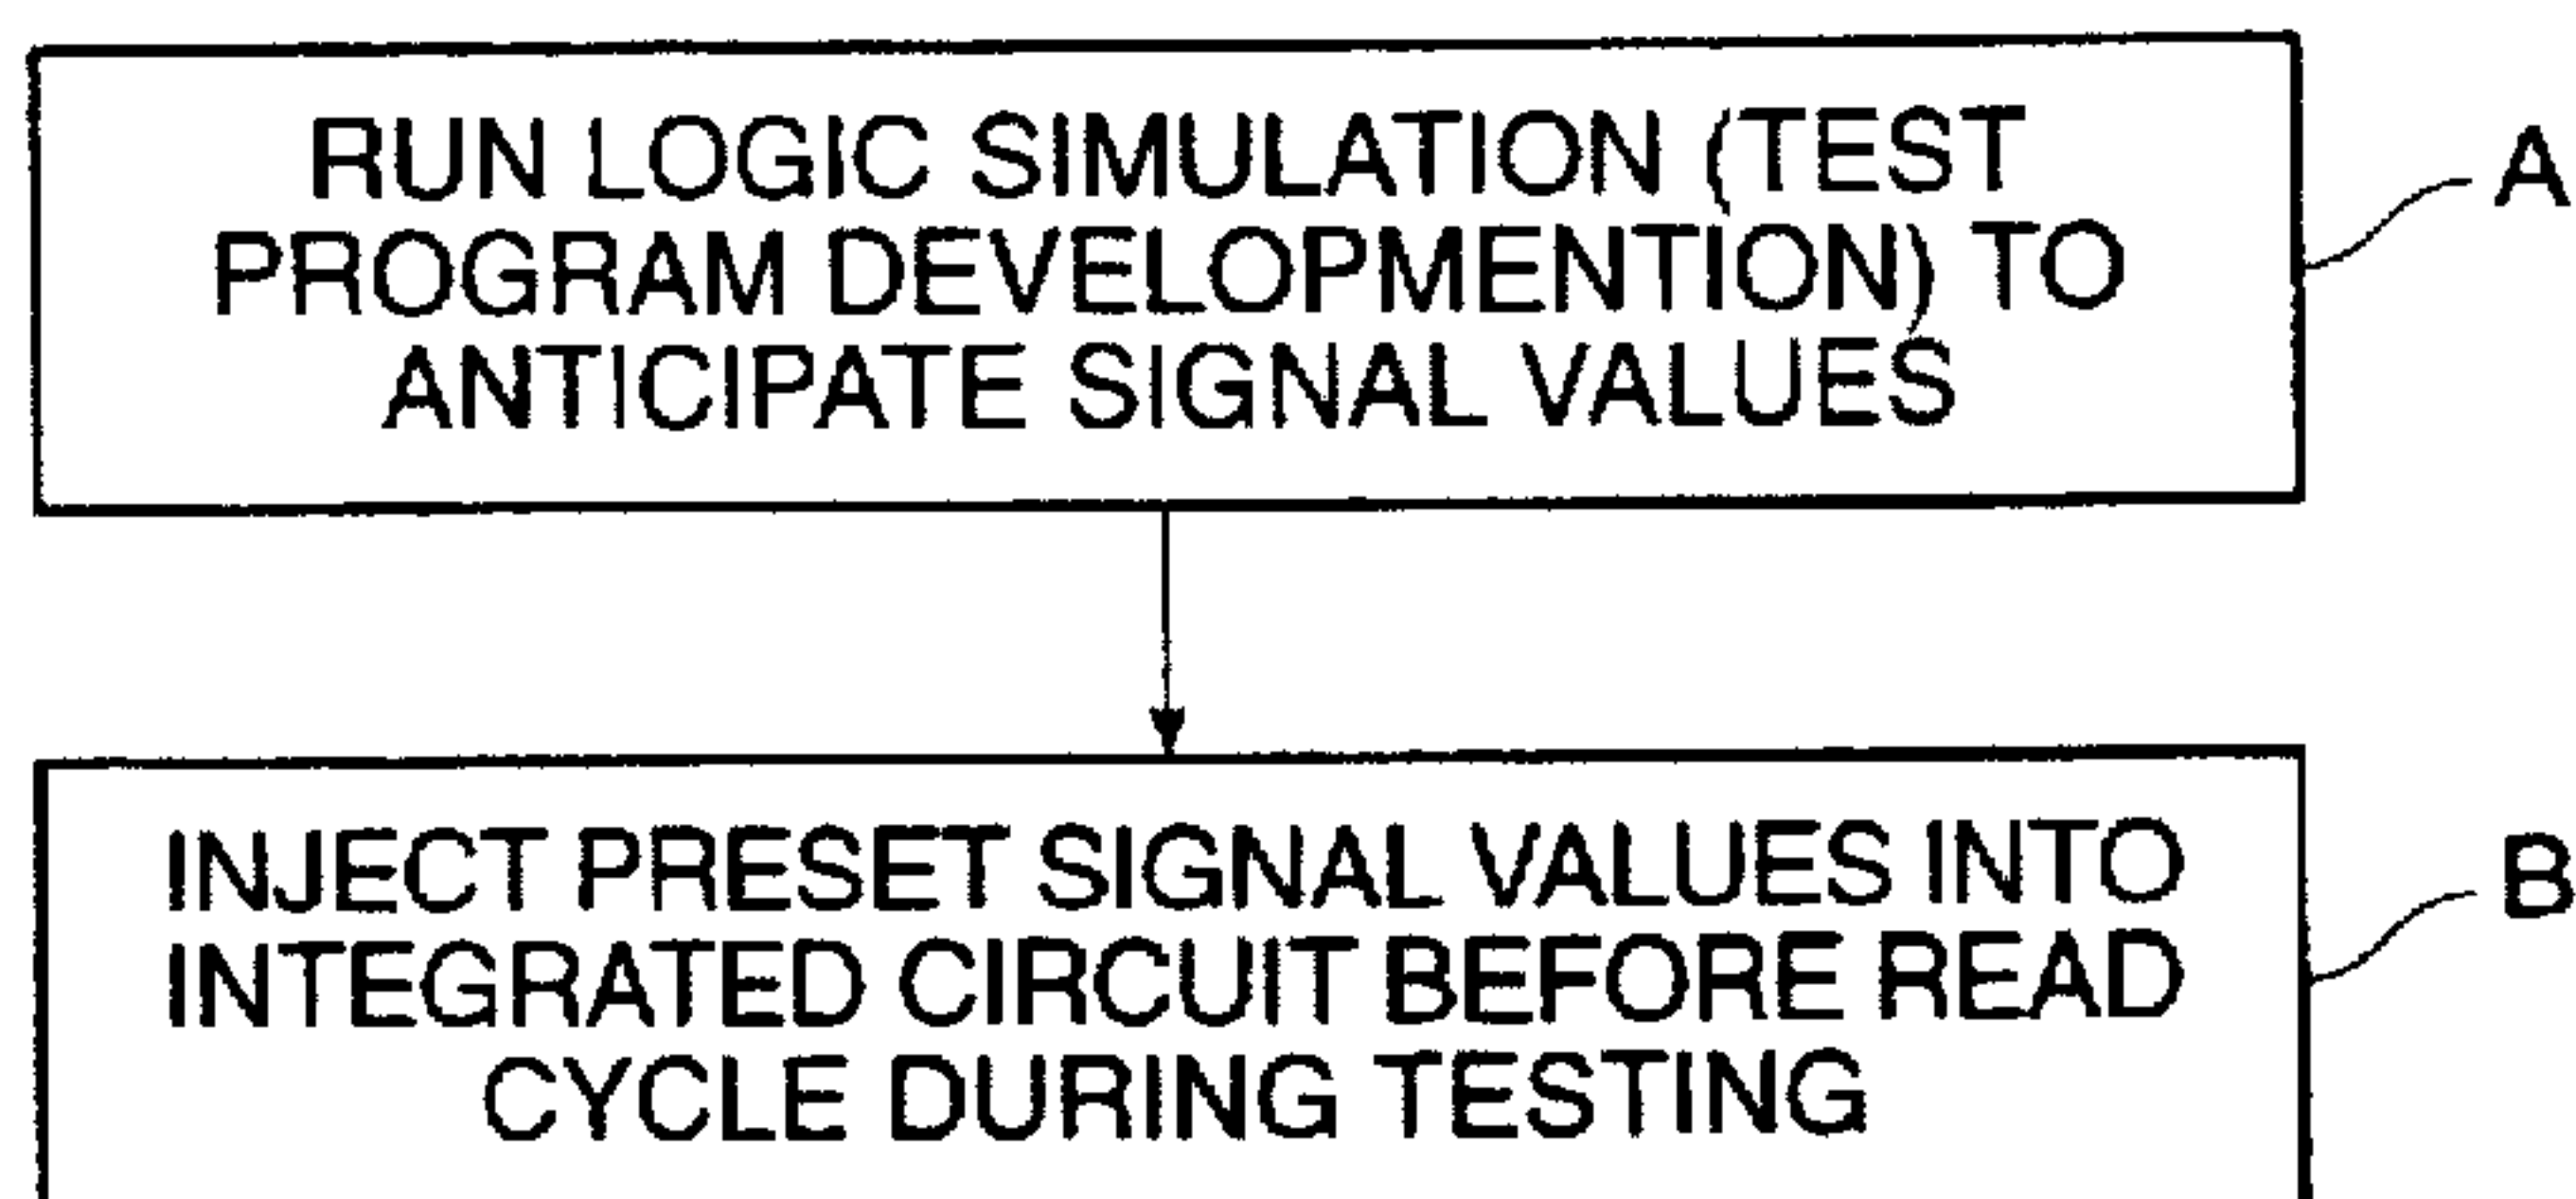 RUN LOGIC SIMULATION (TEST
PROGRAM DEVELOPMENTION) TO
ANTICIPATE SIGNAL VALUES
A
INJECT PRESET SIGNAL VALUES INTO
INTEGRATED CIRCUIT BEFORE READ
CYCLE DURING TESTING
B